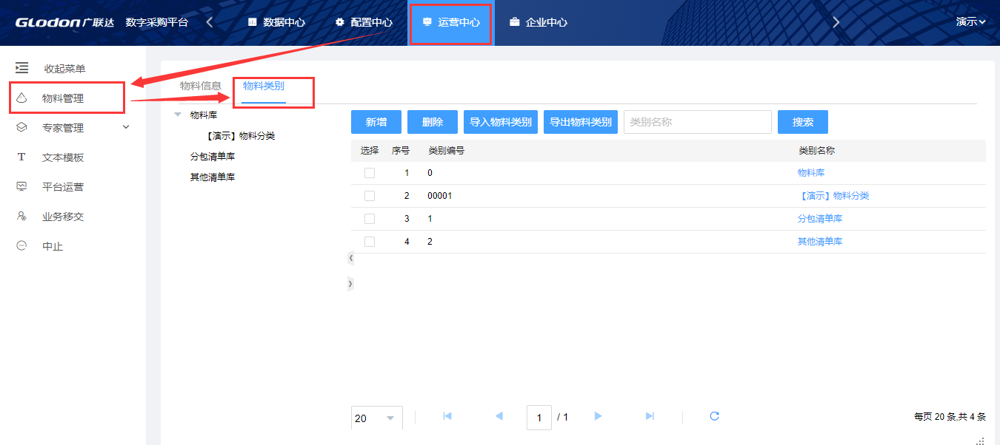 GLodon广联达 数字采购平台 数据中心 配置中心 运营中心 企业中心 演示
收起菜单
物料管理
专家管理
文本模板
平台运营
业务移交
中止
物料信息 物料类别
物料库
【演示】物料分类
分包清单库
其他清单库
新增 删除 导入物料类别 导出物料类别 类别名称 搜索
选择 序号 类别编号 类别名称
1 0 物料库
2 00001 【演示】物料分类
3 1 分包清单库
4 2 其他清单库
20 1 / 1 每页 20 条,共 4 条